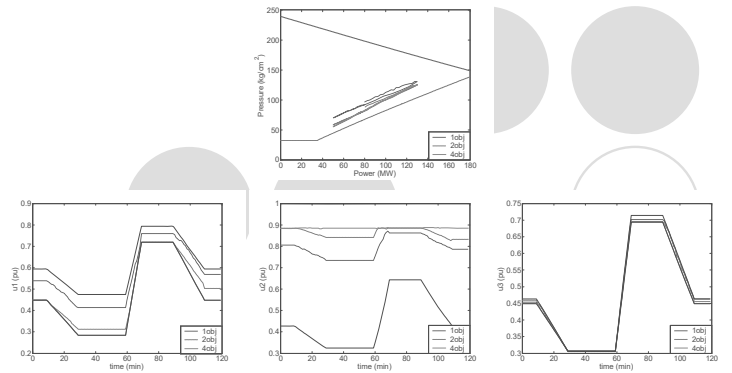 250
200
150
100
50
0
Pressure (kg/cm2)
0 20 40 60 80 100 120 140 160 180
Power (MW)
1obj
2obj
4obj
0.9
0.8
0.7
0.6
0.5
0.4
0.3
0.2
u1 (pu)
0 20 40 60 80 100 120
time (min)
1obj
2obj
4obj
1
0.9
0.8
0.7
0.6
0.5
0.4
0.3
u2 (pu)
0 20 40 60 80 100 120
time (min)
1obj
2obj
4obj
0.75
0.7
0.65
0.6
0.55
0.5
0.45
0.4
0.35
0.3
u3 (pu)
0 20 40 60 80 100 120
time (min)
1obj
2obj
4obj